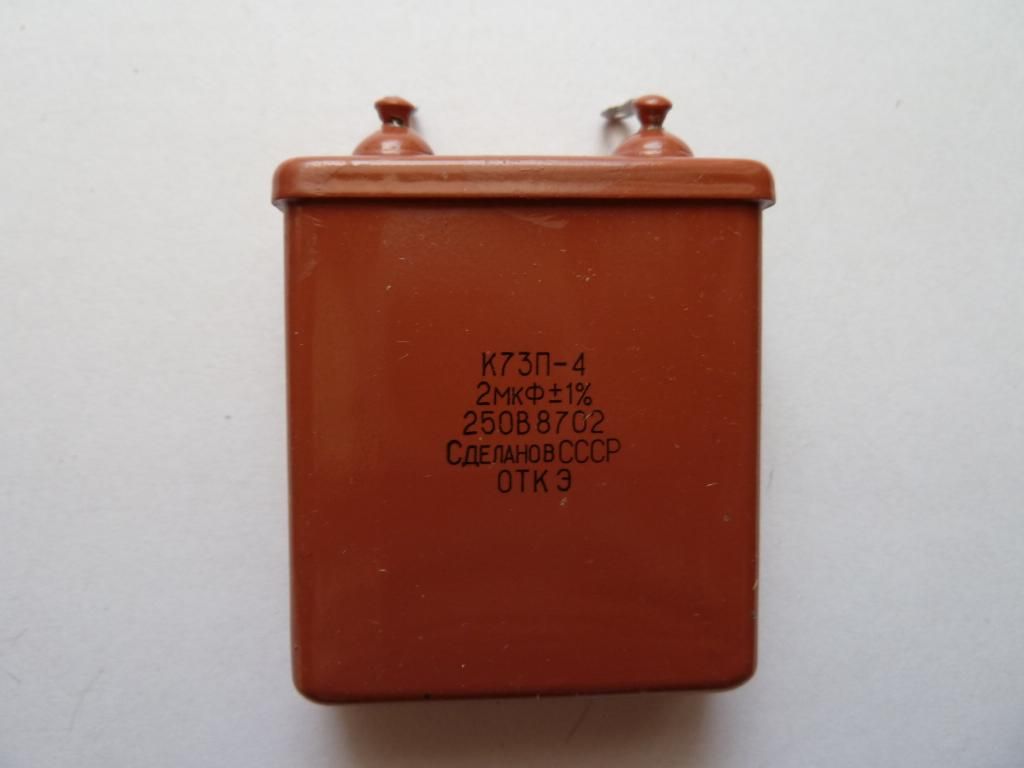 К73П-4
2мкФ±1%
250В 8702
Сделано в СССР
ОТК Э